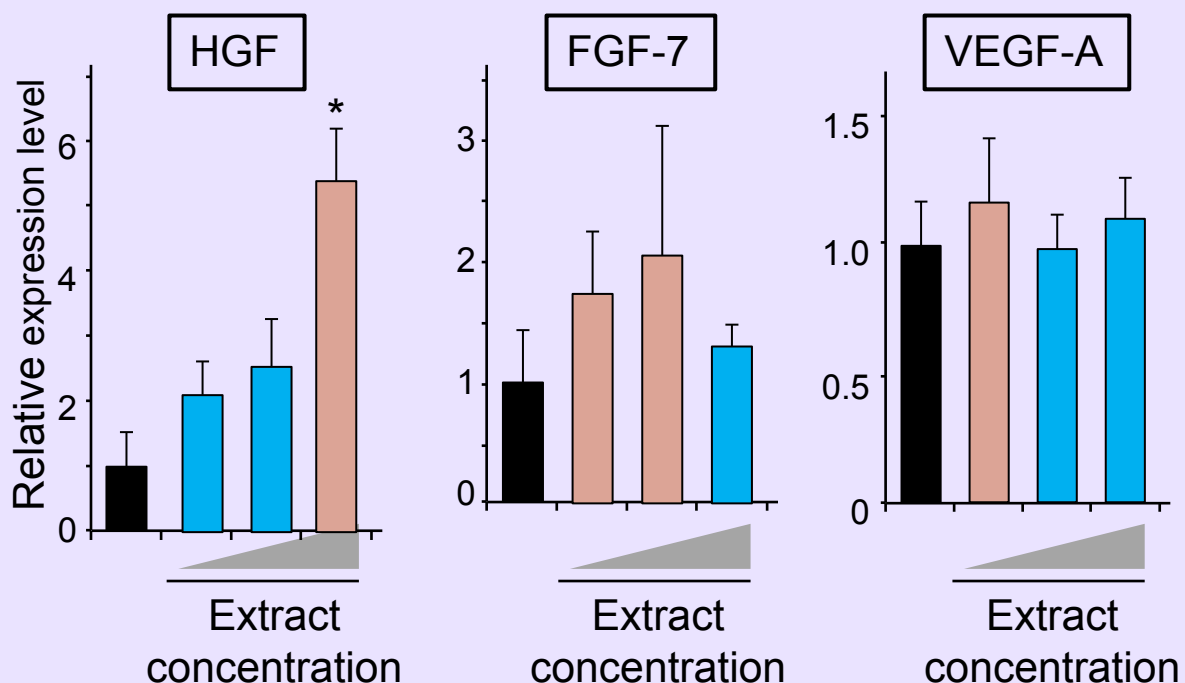 HGF
FGF-7
VEGF-A
Relative expression level
6
4
2
0
*
3
2
1
0
1.5
1.0
0.5
0
Extract
concentration
Extract
concentration
Extract
concentration